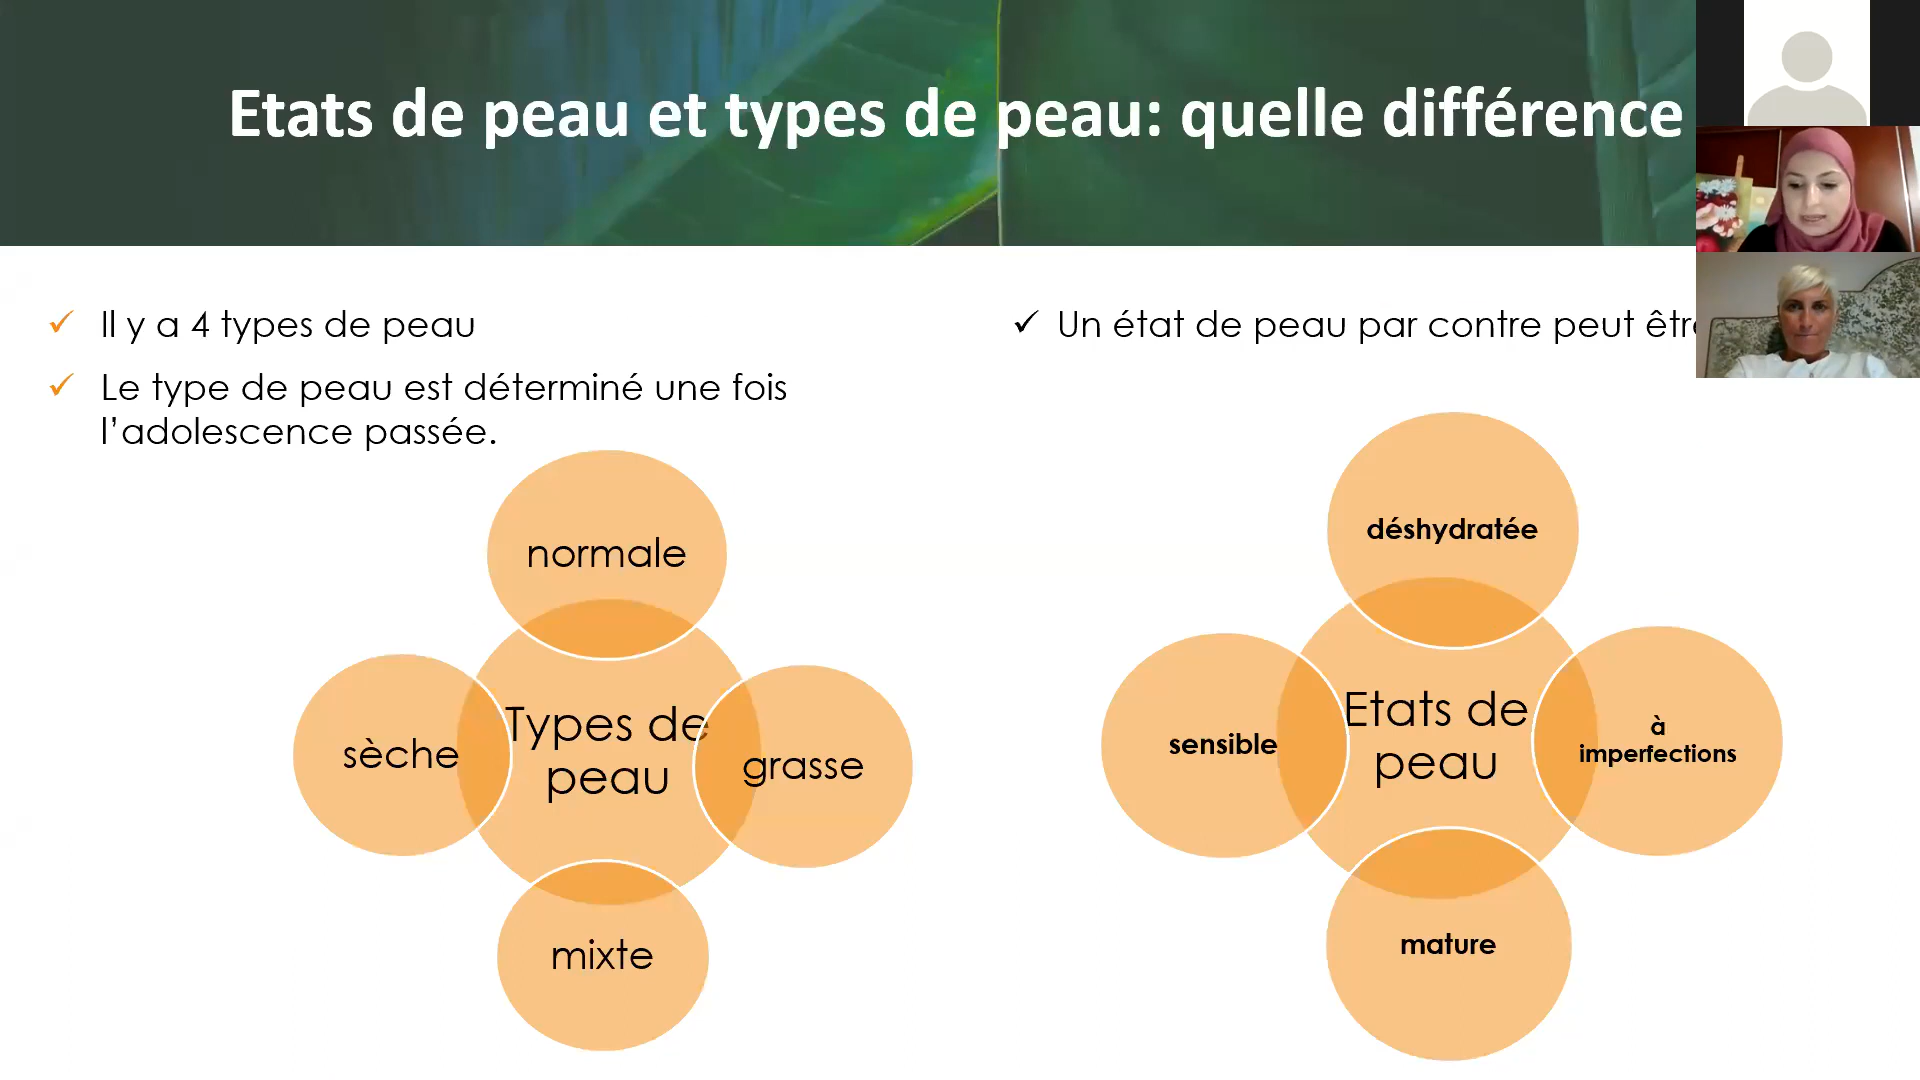 Etats de peau et types de peau: quelle différence
Il y a 4 types de peau
Le type de peau est déterminé une fois
l’adolescence passée.
normale
sèche
Types de
peau
grasse
mixte
Un état de peau par contre peut
déshydratée
sensible
Etats de
peau
à
imperfections
mature